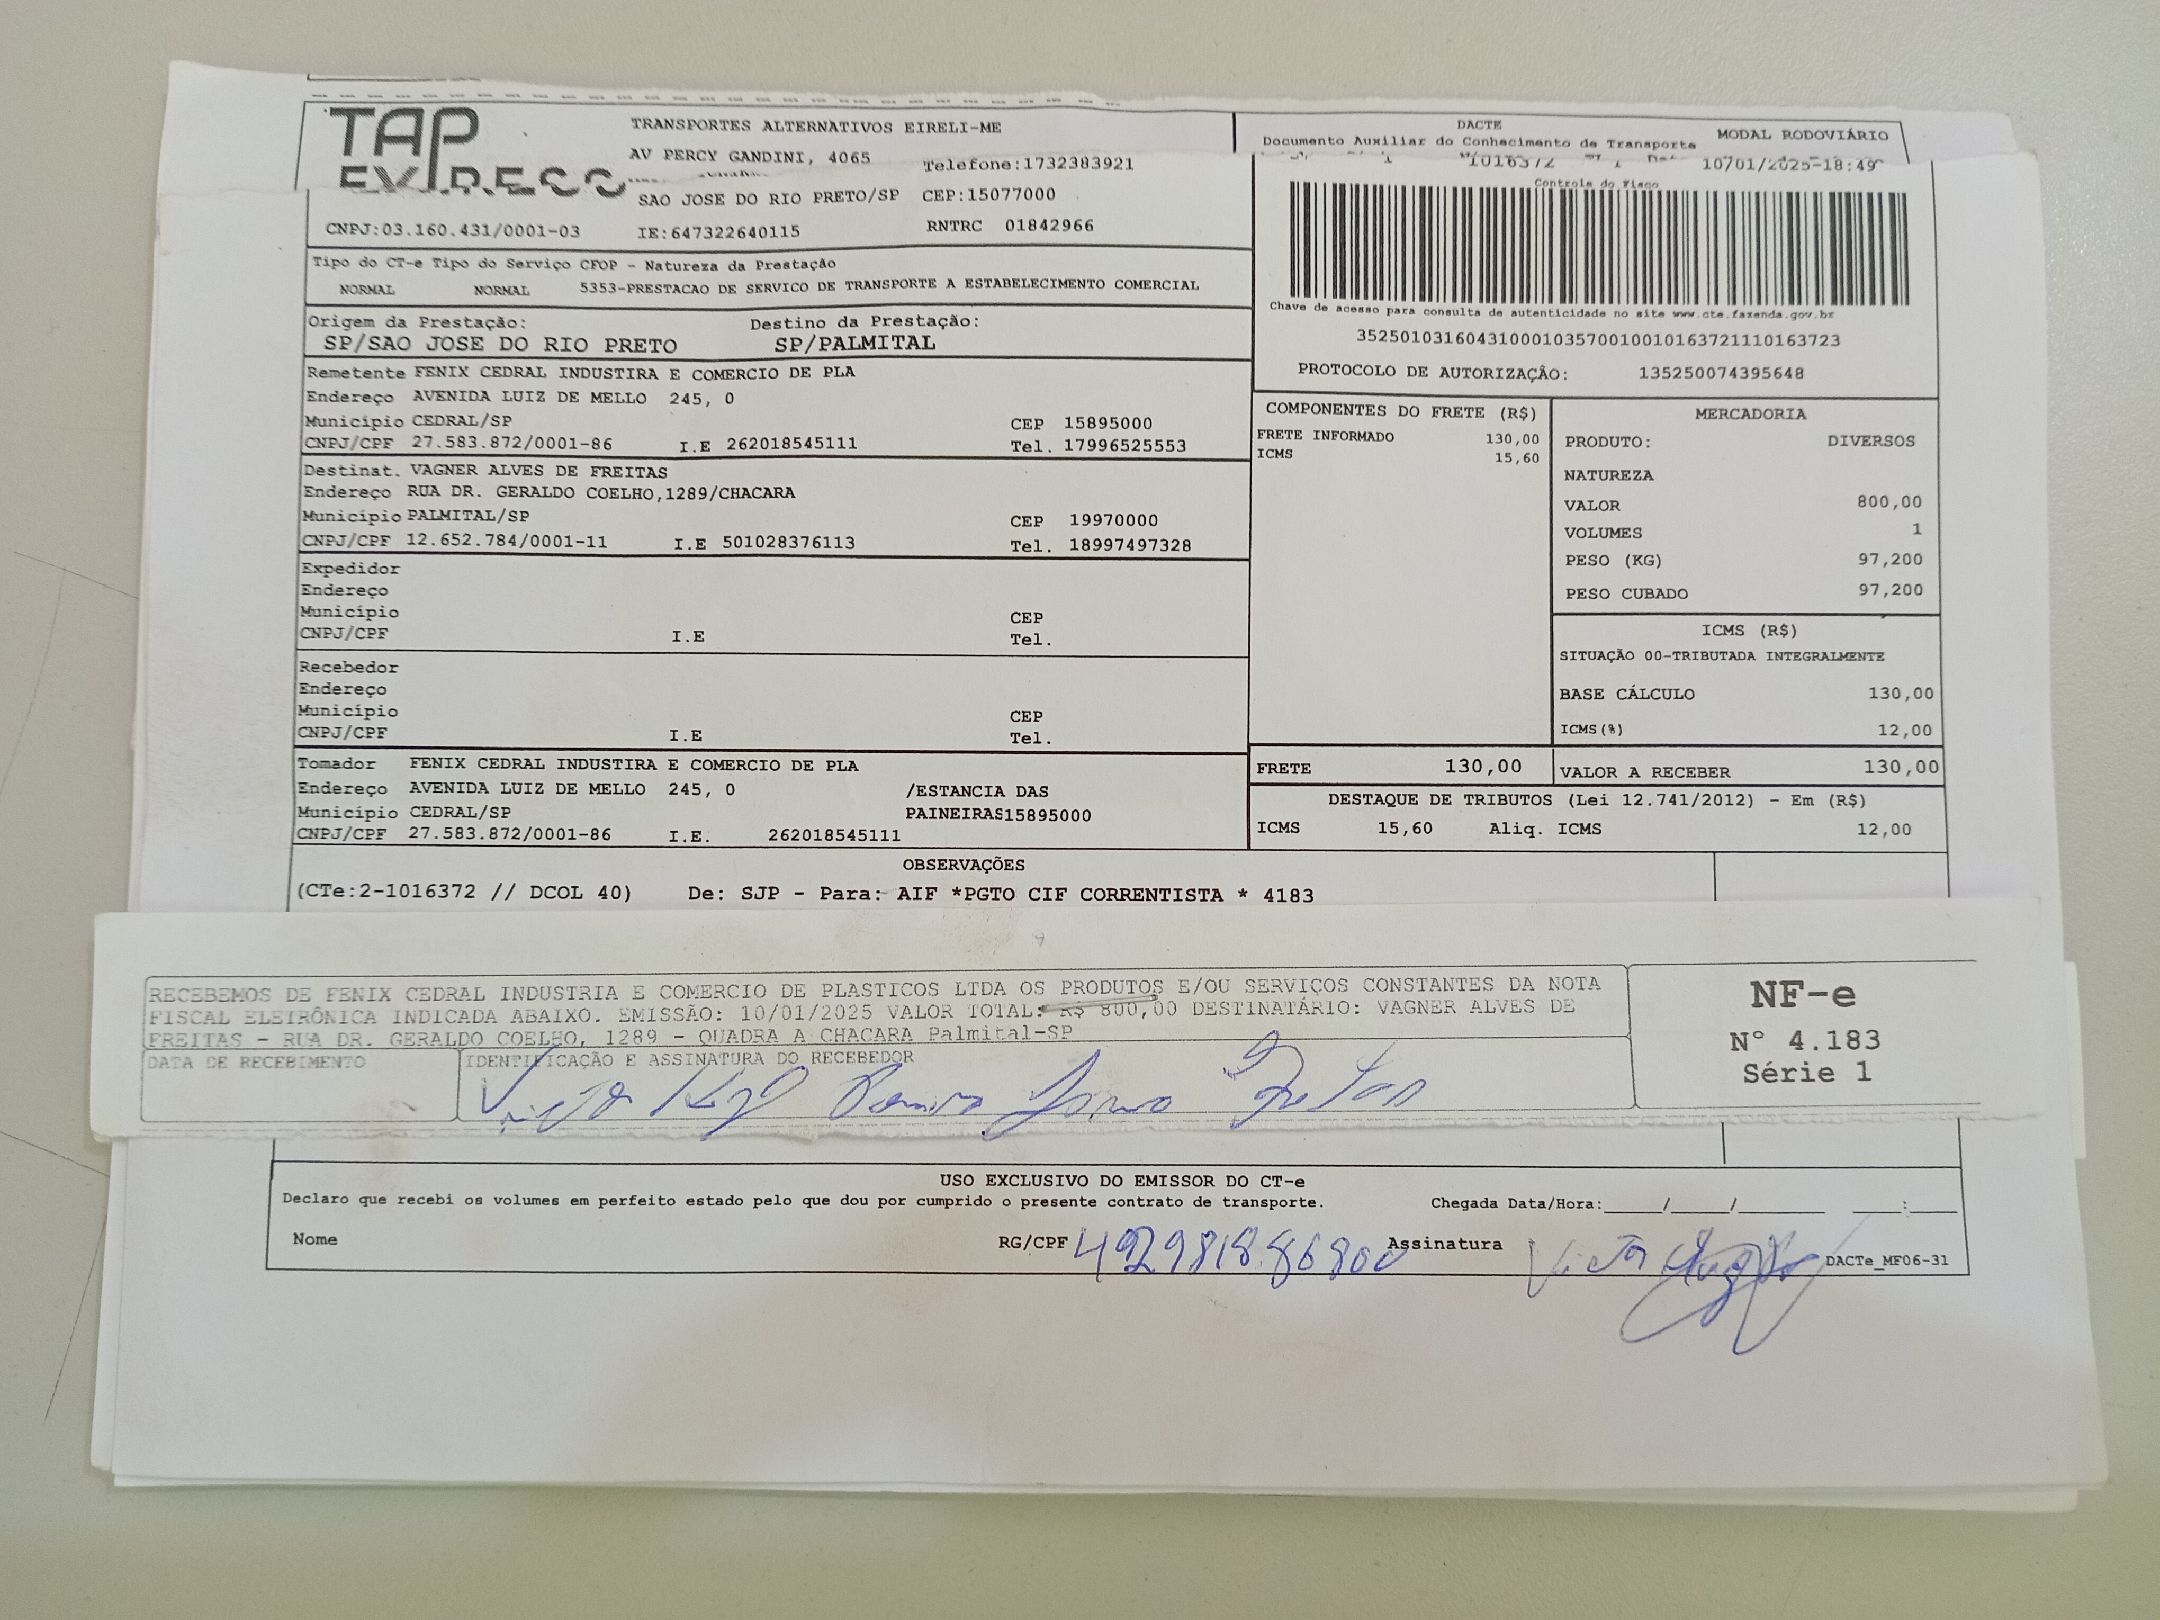 TAP
TRANSPORTES ALTERNATIVOS EIRELI-ME
AV PERCY GANDINI, 4065 Telefone:1732383921
SAO JOSE DO RIO PRETO/SP CEP:15077000
CNPJ:03.160.431/0001-03 IE:647322640115 RNTRC 01842966
DACTE
Documento Auxiliar do Conhecimento de Transporte
MODAL RODOVIÁRIO
1016372 10/01/2025-18:49
Controle do Fisco
Chave de acesso para consulta de autenticidade no site www.cte.fazenda.gov.br
35250103160431000103570010010163721110163723
PROTOCOLO DE AUTORIZAÇÃO: 135250074395648
Tipo do CT-e Tipo do Serviço CFOP - Natureza da Prestação
NORMAL NORMAL 5353-PRESTACAO DE SERVICO DE TRANSPORTE A ESTABELECIMENTO COMERCIAL
Origem da Prestação: Destino da Prestação:
SP/SAO JOSE DO RIO PRETO SP/PALMITAL
Remetente FENIX CEDRAL INDUSTIRA E COMERCIO DE PLA
Endereço AVENIDA LUIZ DE MELLO 245, 0
Município CEDRAL/SP CEP 15895000
CNPJ/CPF 27.583.872/0001-86 I.E 262018545111 Tel. 17996525553
Destinat. VAGNER ALVES DE FREITAS
Endereço RUA DR. GERALDO COELHO,1289/CHACARA
Município PALMITAL/SP CEP 19970000
CNPJ/CPF 12.652.784/0001-11 I.E 501028376113 Tel. 18997497328
Expedidor
Endereço
Município CEP
CNPJ/CPF I.E Tel.
Recebedor
Endereço
Município CEP
CNPJ/CPF I.E Tel.
Tomador FENIX CEDRAL INDUSTIRA E COMERCIO DE PLA
Endereço AVENIDA LUIZ DE MELLO 245, 0 /ESTANCIA DAS
Município CEDRAL/SP PAINEIRAS15895000
CNPJ/CPF 27.583.872/0001-86 I.E. 262018545111
COMPONENTES DO FRETE (R$)
FRETE INFORMADO 130,00
ICMS 15,60
MERCADORIA
PRODUTO: DIVERSOS
NATUREZA
VALOR 800,00
VOLUMES 1
PESO (KG) 97,200
PESO CUBADO 97,200
ICMS (R$)
SITUAÇÃO 00-TRIBUTADA INTEGRALMENTE
BASE CÁLCULO 130,00
ICMS(%) 12,00
FRETE 130,00 VALOR A RECEBER 130,00
DESTAQUE DE TRIBUTOS (Lei 12.741/2012) - Em (R$)
ICMS 15,60 Aliq. ICMS 12,00
OBSERVAÇÕES
(CTe:2-1016372 // DCOL 40) De: SJP - Para: AIF *PGTO CIF CORRENTISTA * 4183
RECEBEMOS DE FENIX CEDRAL INDUSTRIA E COMERCIO DE PLASTICOS LTDA OS PRODUTOS E/OU SERVIÇOS CONSTANTES DA NOTA
FISCAL ELETRÔNICA INDICADA ABAIXO. EMISSÃO: 10/01/2025 VALOR TOTAL: R$ 800,00 DESTINATÁRIO: VAGNER ALVES DE
FREITAS - RUA DR. GERALDO COELHO, 1289 - QUADRA A CHACARA Palmital-SP
DATA DE RECEBIMENTO IDENTIFICAÇÃO E ASSINATURA DO RECEBEDOR
NF-e
Nº 4.183
Série 1
USO EXCLUSIVO DO EMISSOR DO CT-e
Declaro que recebi os volumes em perfeito estado pelo que dou por cumprido o presente contrato de transporte. Chegada Data/Hora:____/____/______ ___:___
Nome RG/CPF 42981886800 Assinatura Victor
DACTe_MF06-31